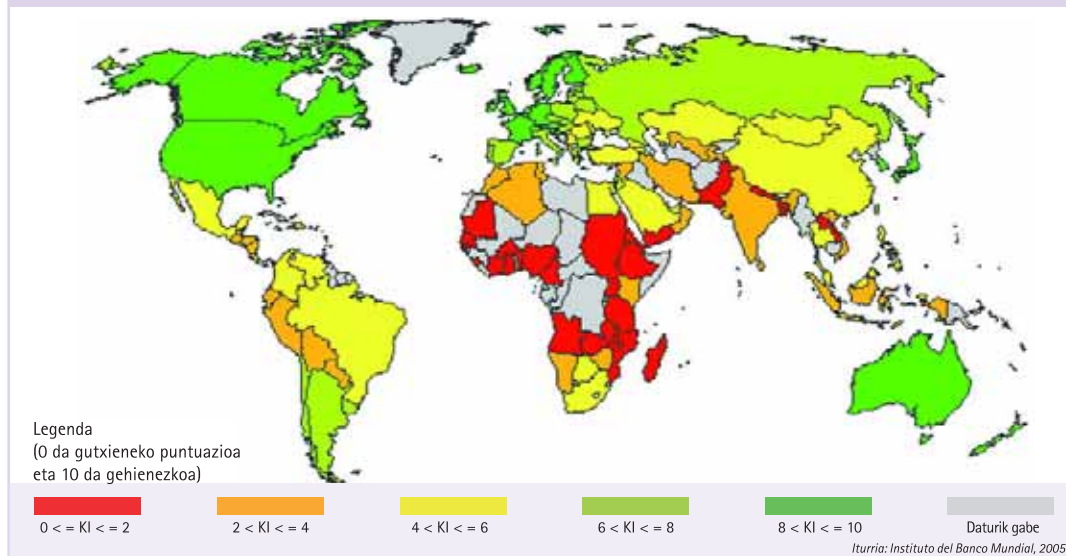 Legenda
(0 da gutxieneko puntuazioa
eta 10 da gehienezkoa)
0 < = KI < = 2
2 < KI < = 4
4 < KI < = 6
6 < KI < = 8
8 < KI < = 10
Daturik gabe
Iturria: Instituto del Banco Mundial, 2005